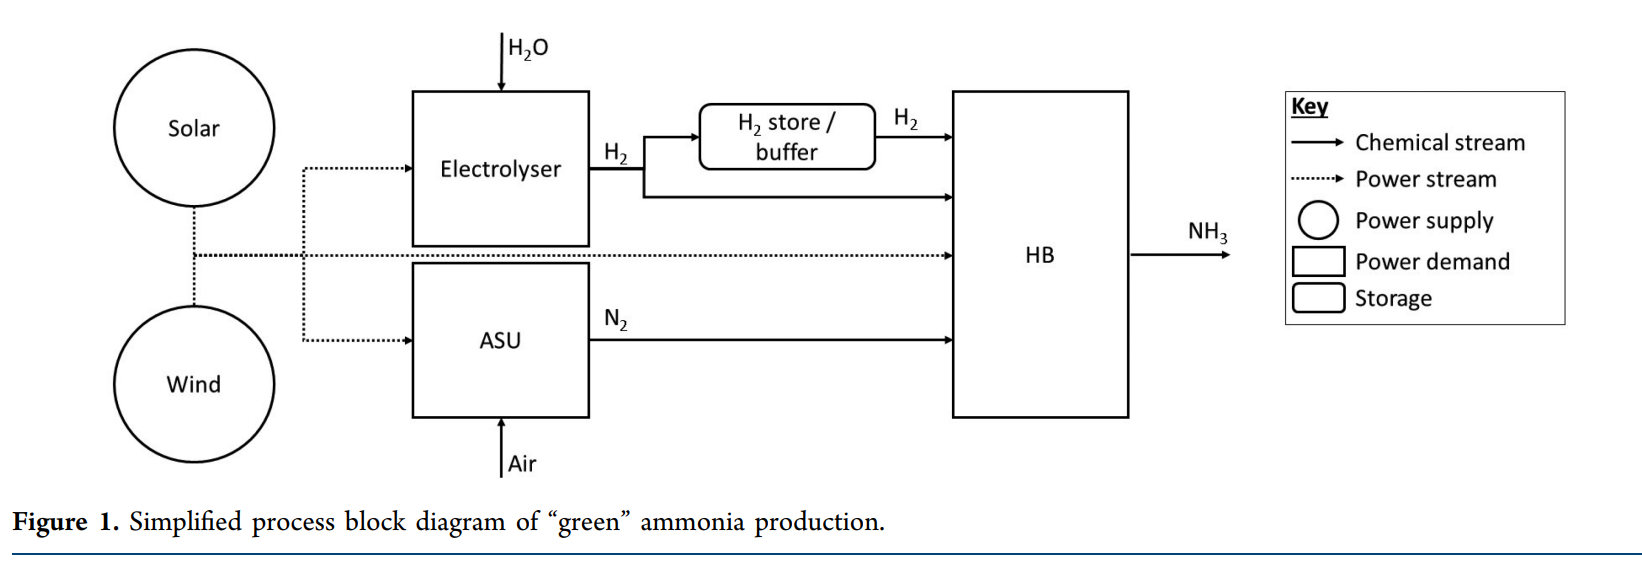 H₂O
Solar
Electrolyser
H₂
H₂ store /
buffer
H₂
HB
NH₃
Wind
ASU
N₂
Air
Key
Chemical stream
Power stream
Power supply
Power demand
Storage
Figure 1. Simplified process block diagram of “green” ammonia production.